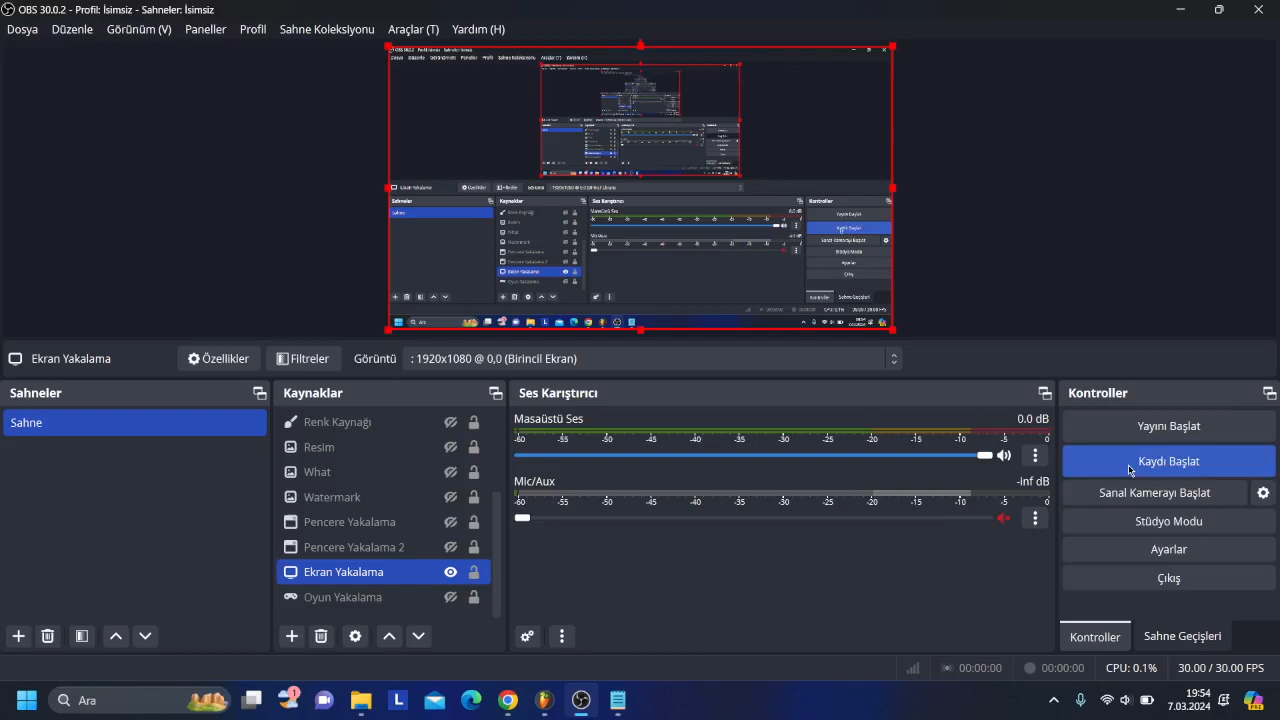 OBS 30.0.2 - Profil: İsimsiz - Sahneler: İsimsiz
Dosya Düzenle Görünüm (V) Paneller Profil Sahne Koleksiyonu Araçlar (T) Yardım (H)
Ekran Yakalama Özellikler Filtreler Görüntü : 1920x1080 @ 0,0 (Birincil Ekran)
Sahneler
Sahne
Kaynaklar
Renk Kaynağı
Resim
What
Watermark
Pencere Yakalama
Pencere Yakalama 2
Ekran Yakalama
Oyun Yakalama
Ses Karıştırıcı
Masaüstü Ses 0.0 dB
-60 -55 -50 -45 -40 -35 -30 -25 -20 -15 -10 -5 0
Mic/Aux -Inf dB
-60 -55 -50 -45 -40 -35 -30 -25 -20 -15 -10 -5 0
Kontroller
Yayını Başlat
Kaydı Başlat
Sanal Kamerayı Başlat
Stüdyo Modu
Ayarlar
Çıkış
Kontroller Sahne Geçişleri
00:00:00 00:00:00 CPU: 0.1% 30.00 / 30.00 FPS
Ara
19:54
7.03.2024